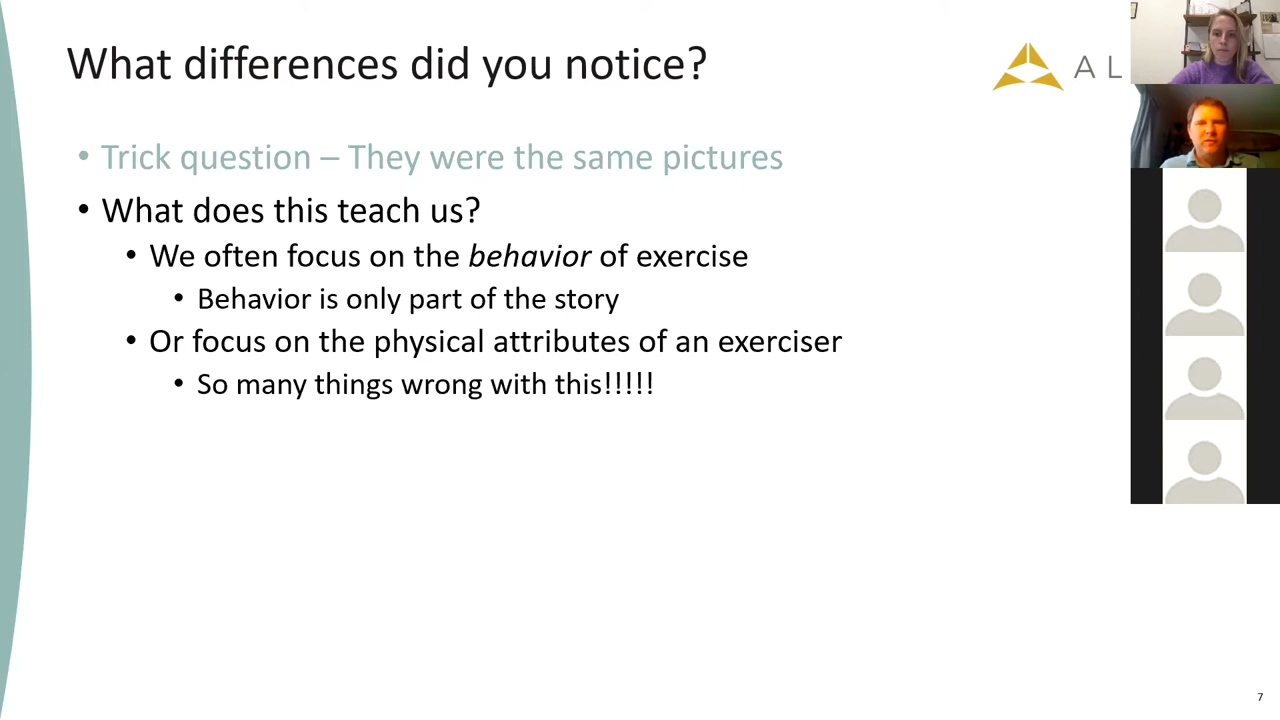 What differences did you notice?
AL
• Trick question – They were the same pictures
• What does this teach us?
• We often focus on the behavior of exercise
• Behavior is only part of the story
• Or focus on the physical attributes of an exerciser
• So many things wrong with this!!!!!
7